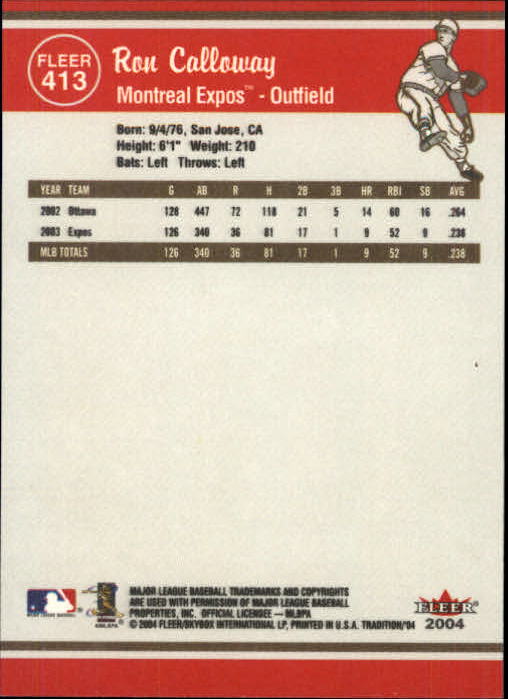 FLEER
413
Ron Calloway
Montreal Expos™ - Outfield
Born: 9/4/76, San Jose, CA
Height: 6'1" Weight: 210
Bats: Left Throws: Left
YEAR TEAM G AB R H 2B 3B HR RBI SB AVG
2002 Ottawa 128 447 72 118 21 5 14 60 16 .264
2003 Expos 126 340 36 81 17 1 9 52 9 .238
MLB TOTALS 126 340 36 81 17 1 9 52 9 .238
MAJOR LEAGUE BASEBALL TRADEMARKS AND COPYRIGHTS
ARE USED WITH PERMISSION OF MAJOR LEAGUE BASEBALL
PROPERTIES, INC. OFFICIAL LICENSEE — MLBPA
© 2004 FLEER/SKYBOX INTERNATIONAL LP, PRINTED IN U.S.A. TRADITION/'04
FLEER
2004